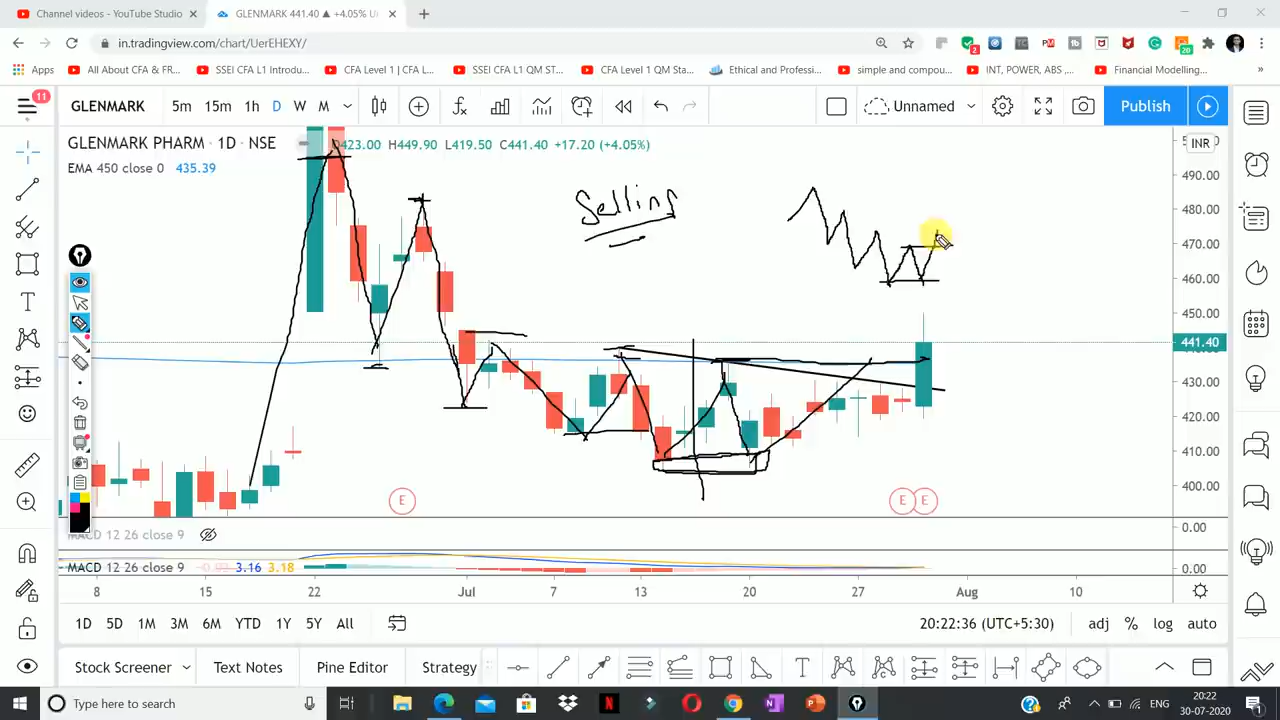 Channel videos - YouTube Studio
GLENMARK 441.40 ▲ +4.05% U
in.tradingview.com/chart/UerEHEXY/
Apps
All About CFA & FR...
SSEI CFA L1 Introdu...
CFA Level 1 | CFA L...
SSEI CFA L1 QM ST...
CFA Level 1 QM Sta...
Ethical and Professi...
simple and compou...
INT, POWER, ABS ,...
Financial Modelling...
11
GLENMARK
5m 15m 1h D W M
Unnamed
Publish
GLENMARK PHARM · 1D · NSE
O423.00 H449.90 L419.50 C441.40 +17.20 (+4.05%)
INR
EMA 450 close 0 435.39
Selling
490.00
480.00
470.00
460.00
450.00
441.40
430.00
420.00
410.00
400.00
E
E
E
MACD 12 26 close 9
0.00
MACD 12 26 close 9 3.16 3.18
0.00
8 15 22 Jul 7 13 20 27 Aug 10
1D 5D 1M 3M 6M YTD 1Y 5Y All
20:22:36 (UTC+5:30)
adj % log auto
Stock Screener
Text Notes
Pine Editor
Strategy
Type here to search
ENG
20:22
30-07-2020